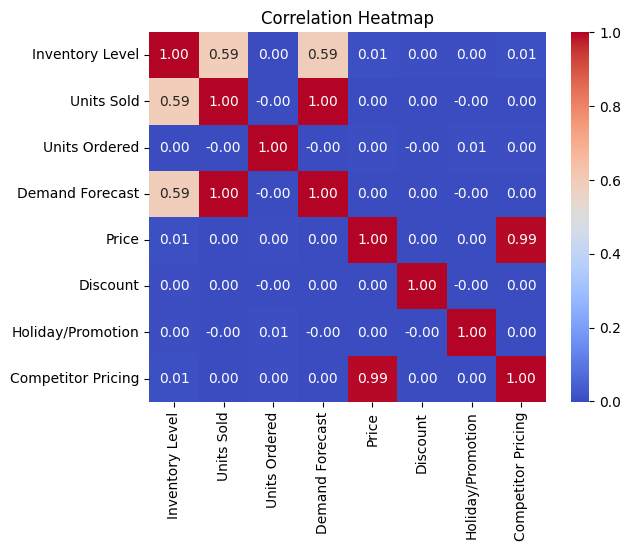 Correlation Heatmap
Inventory Level 1.00 0.59 0.00 0.59 0.01 0.00 0.00 0.01
Units Sold 0.59 1.00 -0.00 1.00 0.00 0.00 -0.00 0.00
Units Ordered 0.00 -0.00 1.00 -0.00 0.00 -0.00 0.01 0.00
Demand Forecast 0.59 1.00 -0.00 1.00 0.00 0.00 -0.00 0.00
Price 0.01 0.00 0.00 0.00 1.00 0.00 0.00 0.99
Discount 0.00 0.00 -0.00 0.00 0.00 1.00 -0.00 0.00
Holiday/Promotion 0.00 -0.00 0.01 -0.00 0.00 -0.00 1.00 0.00
Competitor Pricing 0.01 0.00 0.00 0.00 0.99 0.00 0.00 1.00
Inventory Level
Units Sold
Units Ordered
Demand Forecast
Price
Discount
Holiday/Promotion
Competitor Pricing
1.0
0.8
0.6
0.4
0.2
0.0